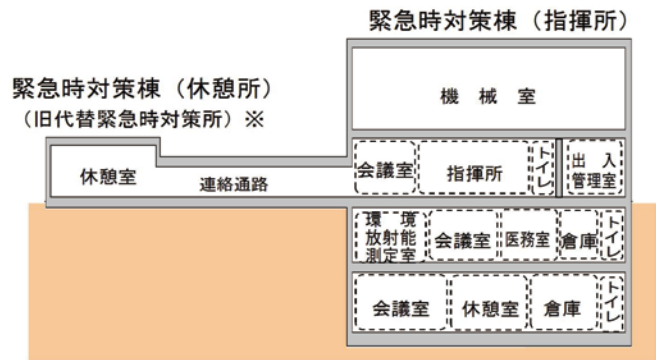 緊急時対策棟（指揮所）
緊急時対策棟（休憩所）
（旧代替緊急時対策所）※
機械室
休憩室
連絡通路
会議室
指揮所
トイレ
出入
管理室
環境
放射能
測定室
会議室
医務室
倉庫
トイレ
会議室
休憩室
倉庫
トイレ